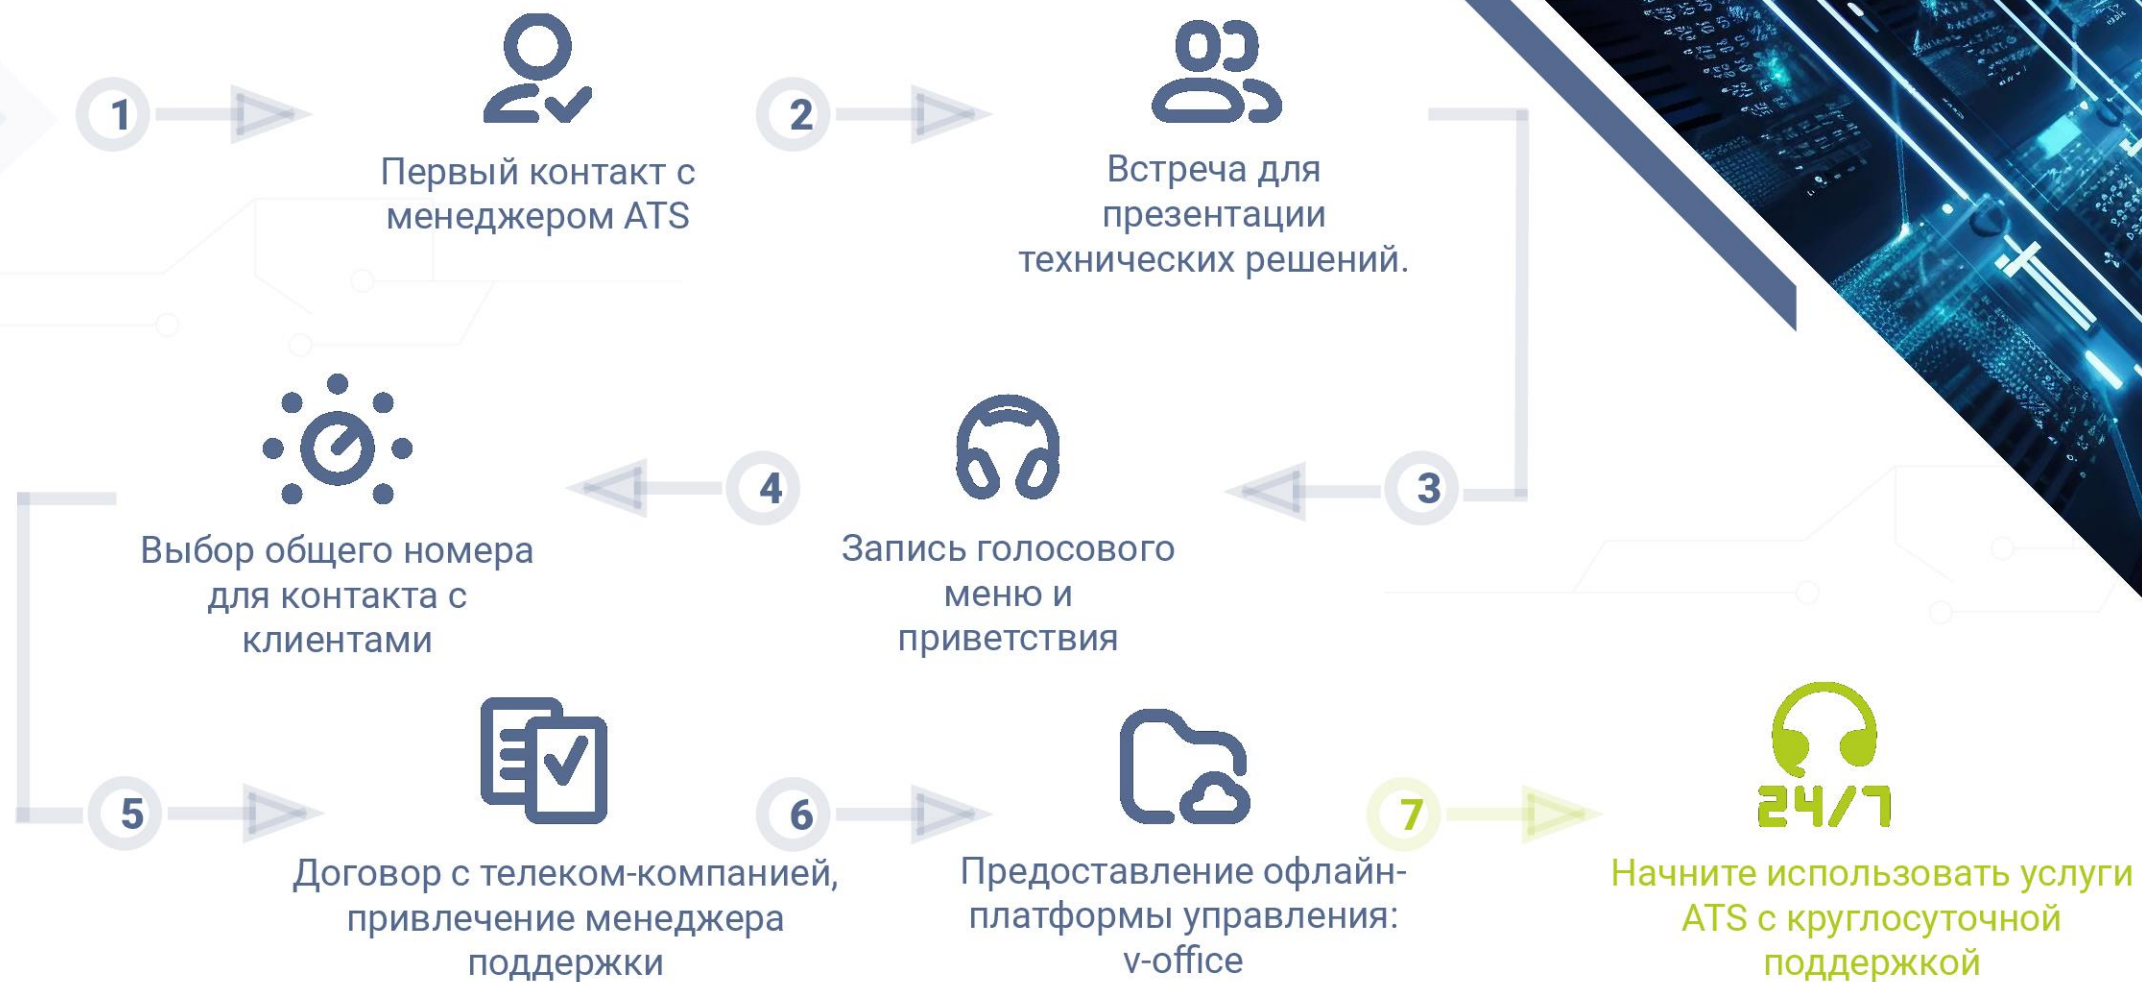 1
Первый контакт с
менеджером ATS
2
Встреча для
презентации
технических решений.
3
Запись голосового
меню и
приветствия
4
Выбор общего номера
для контакта с
клиентами
5
Договор с телеком-компанией,
привлечение менеджера
поддержки
6
Предоставление офлайн-
платформы управления:
v-office
7
24/7
Начните использовать услуги
ATS с круглосуточной
поддержкой